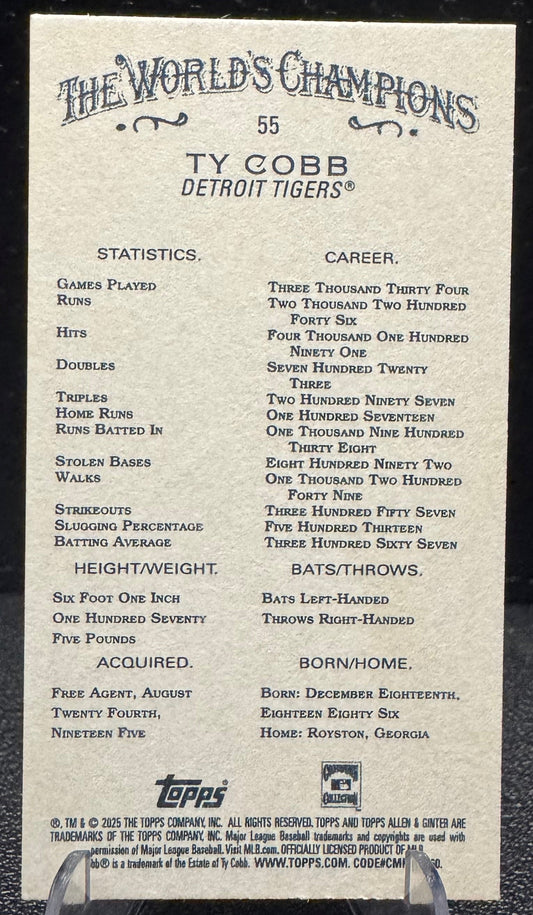 THE WORLD'S CHAMPIONS
55
TY COBB
DETROIT TIGERS®
STATISTICS. CAREER.
GAMES PLAYED THREE THOUSAND THIRTY FOUR
RUNS TWO THOUSAND TWO HUNDRED
FORTY SIX
HITS FOUR THOUSAND ONE HUNDRED
NINETY ONE
DOUBLES SEVEN HUNDRED TWENTY
THREE
TRIPLES TWO HUNDRED NINETY SEVEN
HOME RUNS ONE HUNDRED SEVENTEEN
RUNS BATTED IN ONE THOUSAND NINE HUNDRED
THIRTY EIGHT
STOLEN BASES EIGHT HUNDRED NINETY TWO
WALKS ONE THOUSAND TWO HUNDRED
FORTY NINE
STRIKEOUTS THREE HUNDRED FIFTY SEVEN
SLUGGING PERCENTAGE FIVE HUNDRED THIRTEEN
BATTING AVERAGE THREE HUNDRED SIXTY SEVEN
HEIGHT/WEIGHT. BATS/THROWS.
SIX FOOT ONE INCH BATS LEFT-HANDED
ONE HUNDRED SEVENTY THROWS RIGHT-HANDED
FIVE POUNDS
ACQUIRED. BORN/HOME.
FREE AGENT, AUGUST BORN: DECEMBER EIGHTEENTH,
TWENTY FOURTH, EIGHTEEN EIGHTY SIX
NINETEEN FIVE HOME: ROYSTON, GEORGIA
Topps® COOPERSTOWN COLLECTION
®, TM & © 2025 THE TOPPS COMPANY, INC. ALL RIGHTS RESERVED. TOPPS AND TOPPS ALLEN & GINTER ARE
TRADEMARKS OF THE TOPPS COMPANY, INC. Major League Baseball trademarks and copyrights are used with
permission of Major League Baseball. Visit MLB.com. OFFICIALLY LICENSED PRODUCT OF
® is a trademark of the Estate of Ty Cobb. WWW.TOPPS.COM.